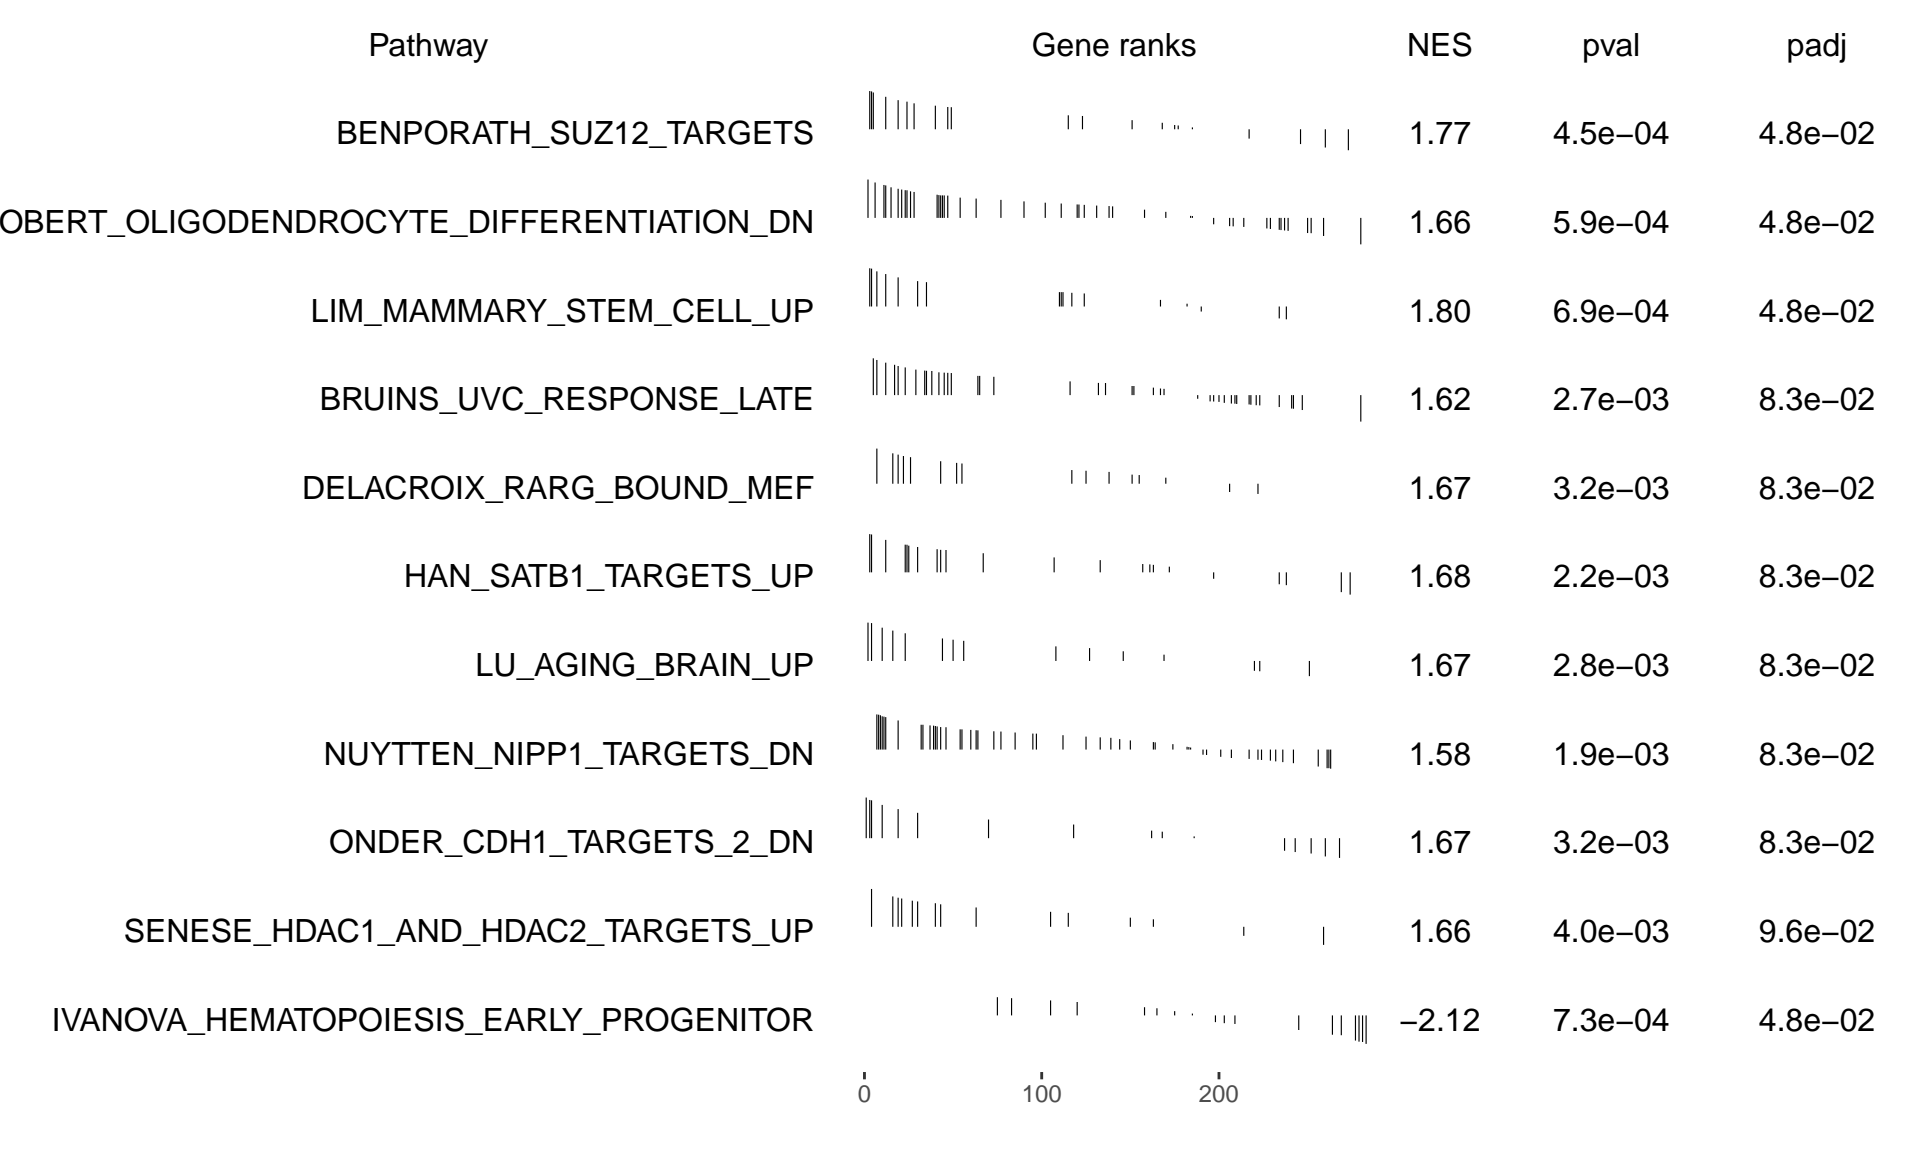 Pathway Gene ranks NES pval padj
BENPORATH_SUZ12_TARGETS 1.77 4.5e−04 4.8e−02
OBERT_OLIGODENDROCYTE_DIFFERENTIATION_DN 1.66 5.9e−04 4.8e−02
LIM_MAMMARY_STEM_CELL_UP 1.80 6.9e−04 4.8e−02
BRUINS_UVC_RESPONSE_LATE 1.62 2.7e−03 8.3e−02
DELACROIX_RARG_BOUND_MEF 1.67 3.2e−03 8.3e−02
HAN_SATB1_TARGETS_UP 1.68 2.2e−03 8.3e−02
LU_AGING_BRAIN_UP 1.67 2.8e−03 8.3e−02
NUYTTEN_NIPP1_TARGETS_DN 1.58 1.9e−03 8.3e−02
ONDER_CDH1_TARGETS_2_DN 1.67 3.2e−03 8.3e−02
SENESE_HDAC1_AND_HDAC2_TARGETS_UP 1.66 4.0e−03 9.6e−02
IVANOVA_HEMATOPOIESIS_EARLY_PROGENITOR −2.12 7.3e−04 4.8e−02
0 100 200